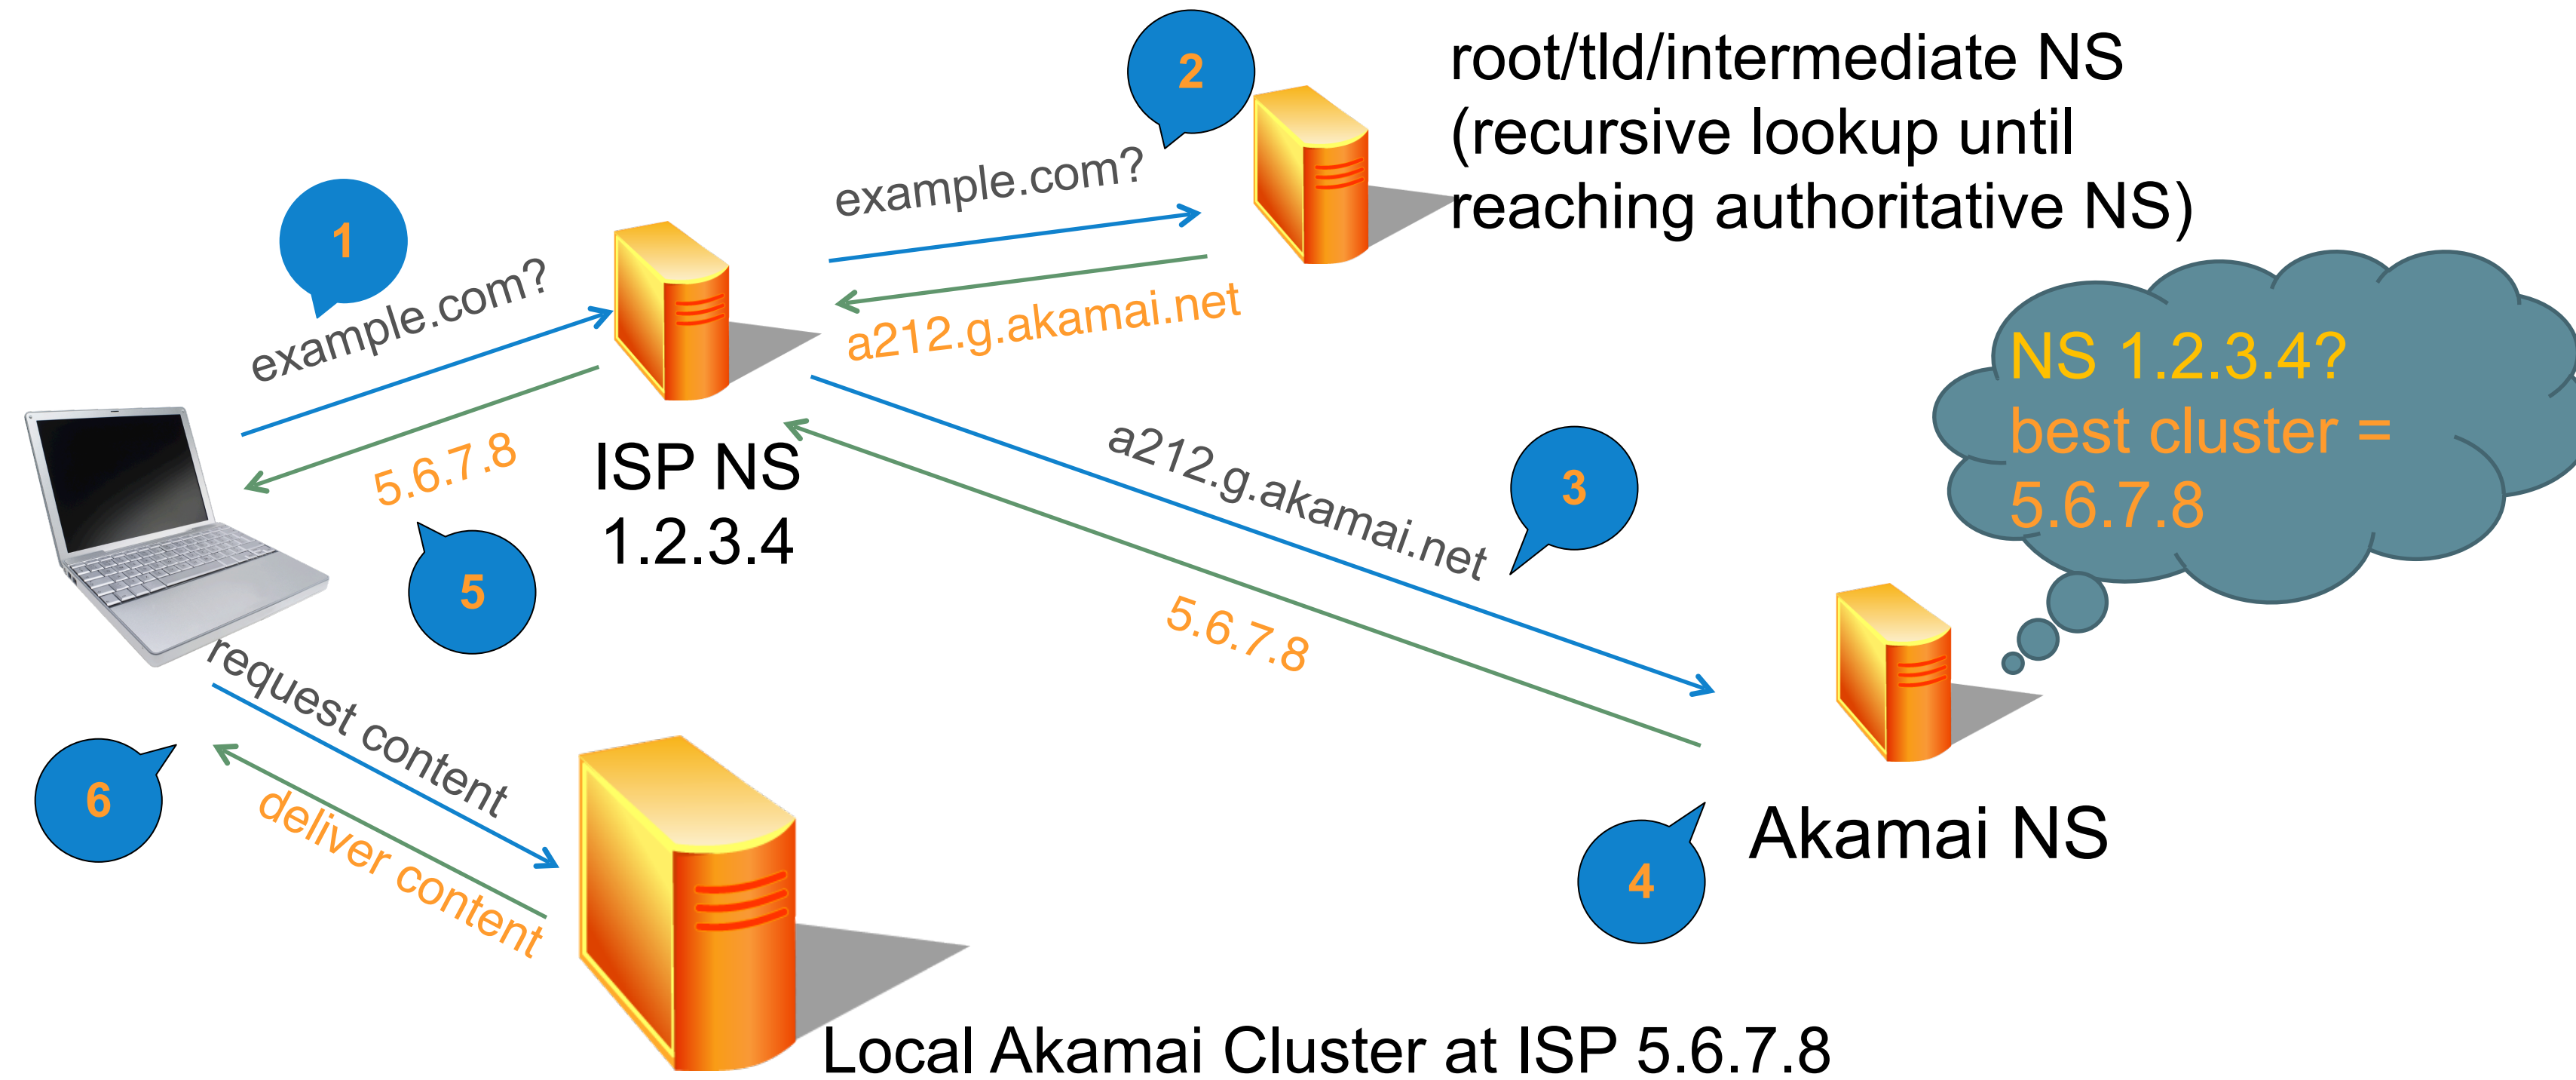 root/tld/intermediate NS
(recursive lookup until
reaching authoritative NS)
2
example.com?
a212.g.akamai.net
1
example.com?
5.6.7.8
ISP NS
1.2.3.4
5
a212.g.akamai.net
5.6.7.8
3
NS 1.2.3.4?
best cluster =
5.6.7.8
Akamai NS
4
request content
deliver content
6
Local Akamai Cluster at ISP 5.6.7.8